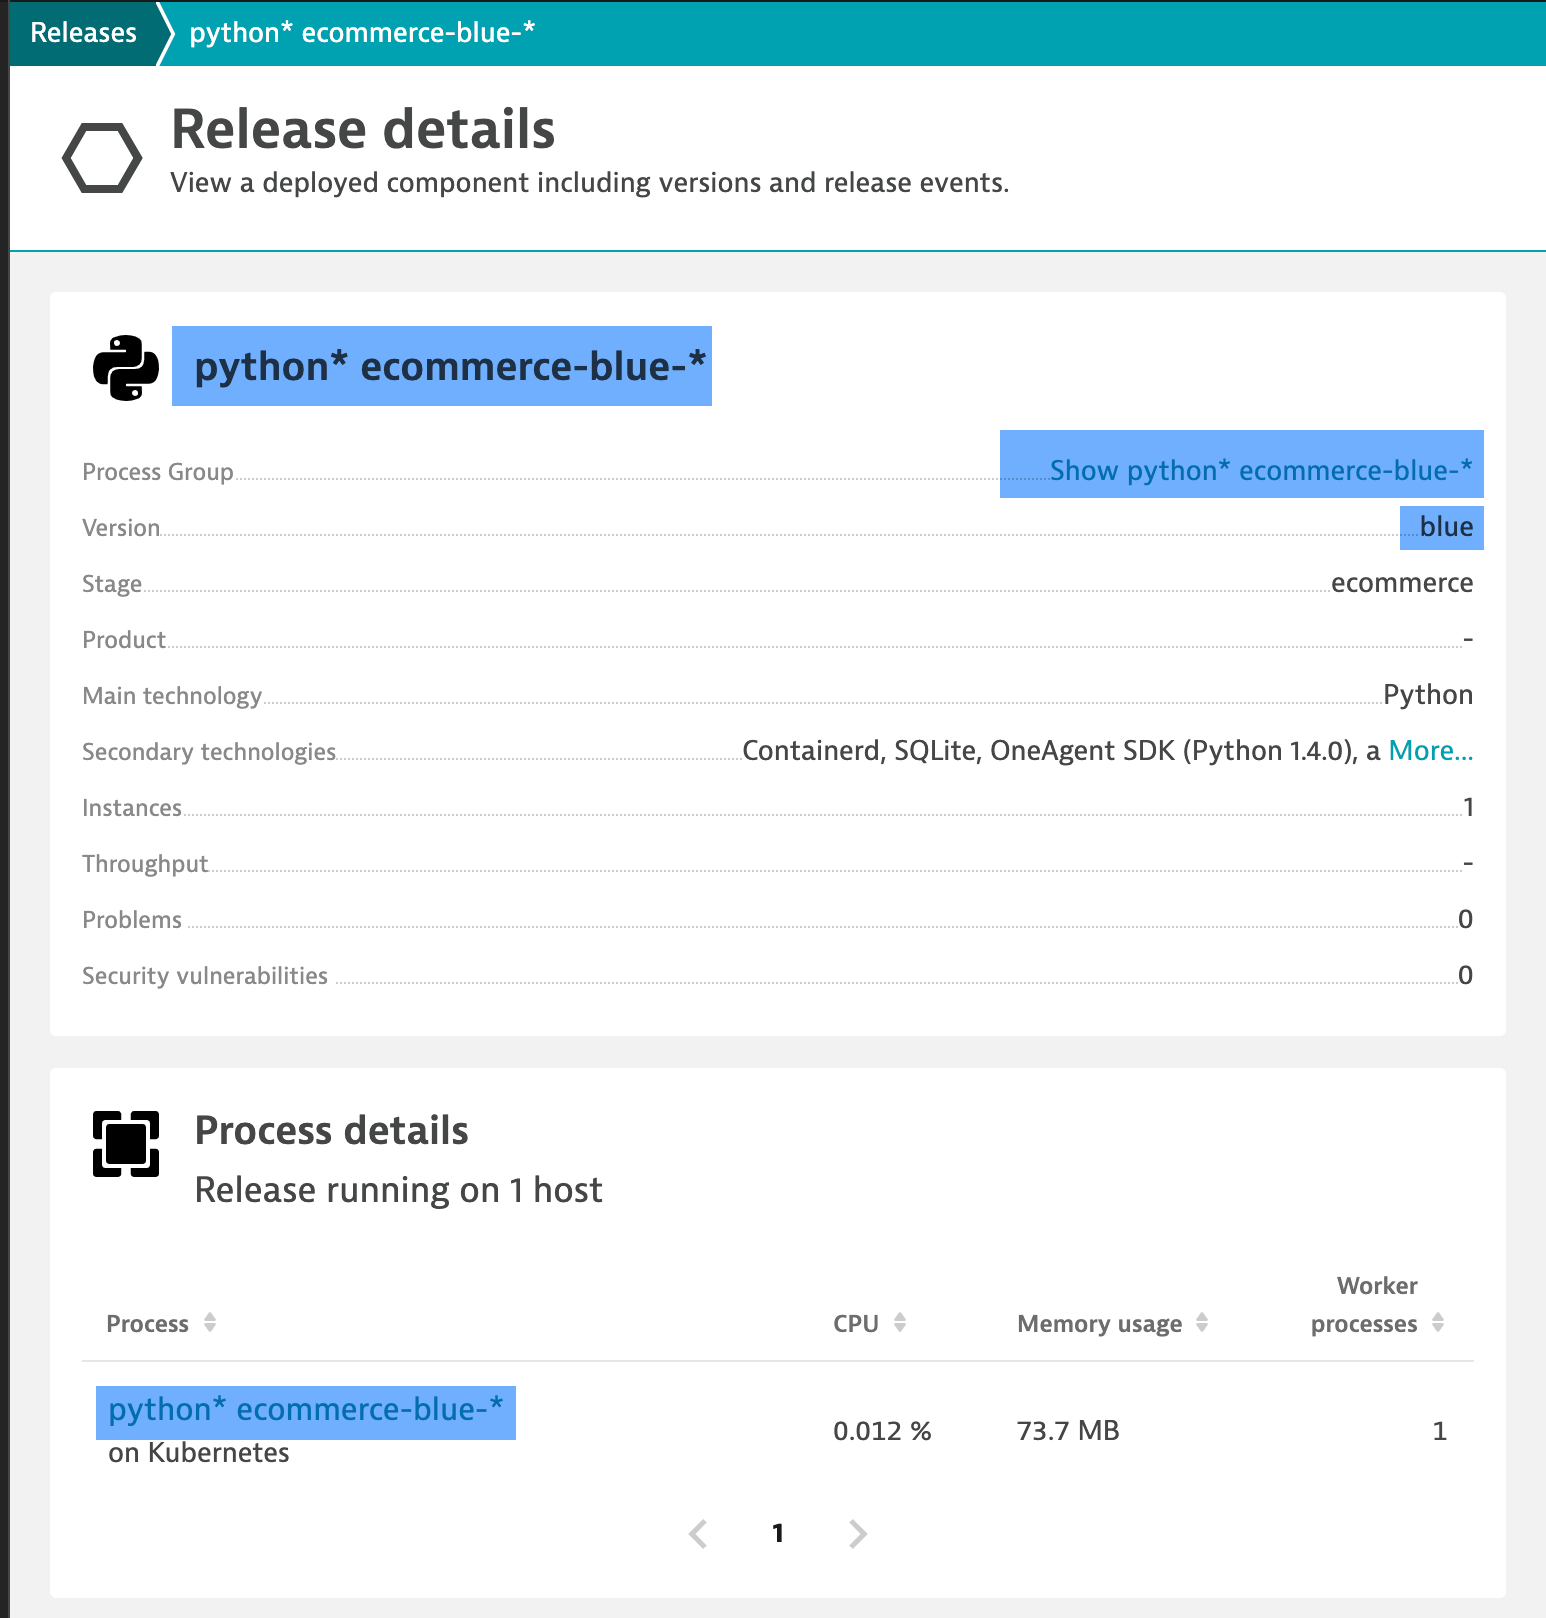 Releases python* ecommerce-blue-*
Release details
View a deployed component including versions and release events.
python* ecommerce-blue-*
Process Group Show python* ecommerce-blue-*
Version blue
Stage ecommerce
Product -
Main technology Python
Secondary technologies Containerd, SQLite, OneAgent SDK (Python 1.4.0), a More...
Instances 1
Throughput -
Problems 0
Security vulnerabilities 0
Process details
Release running on 1 host
Process CPU Memory usage Worker processes
python* ecommerce-blue-* 0.012 % 73.7 MB 1
on Kubernetes
1